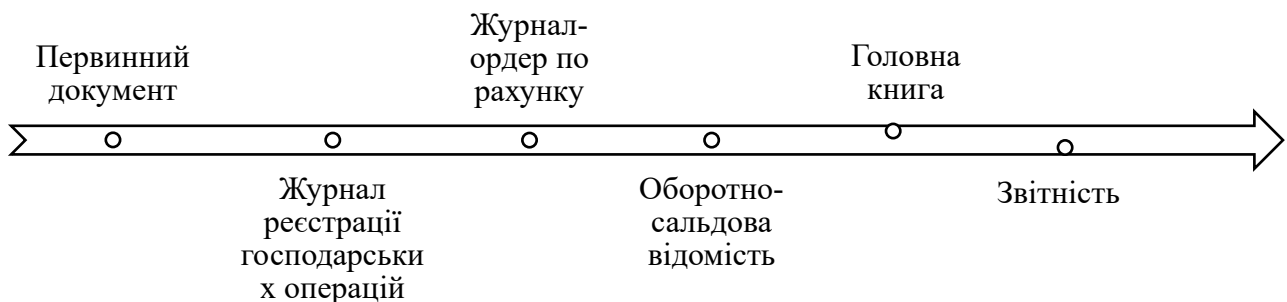 Первинний
документ
Журнал
реєстрації
господарськи
х операцій
Журнал-
ордер по
рахунку
Оборотно-
сальдова
відомість
Головна
книга
Звітність